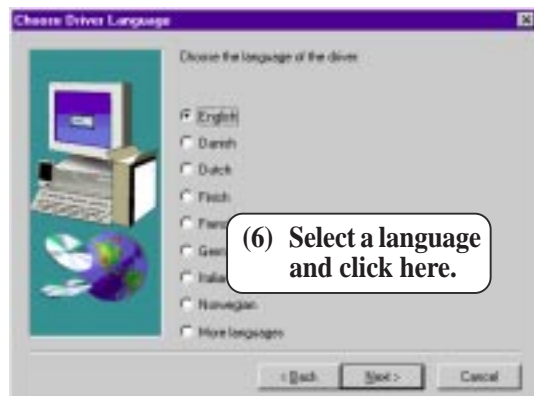 Choose Driver Language
Choose the language of the driver.
English
Danish
Dutch
Finish
(6) Select a language
and click here.
Norwegian
More languages
< Back
Next >
Cancel